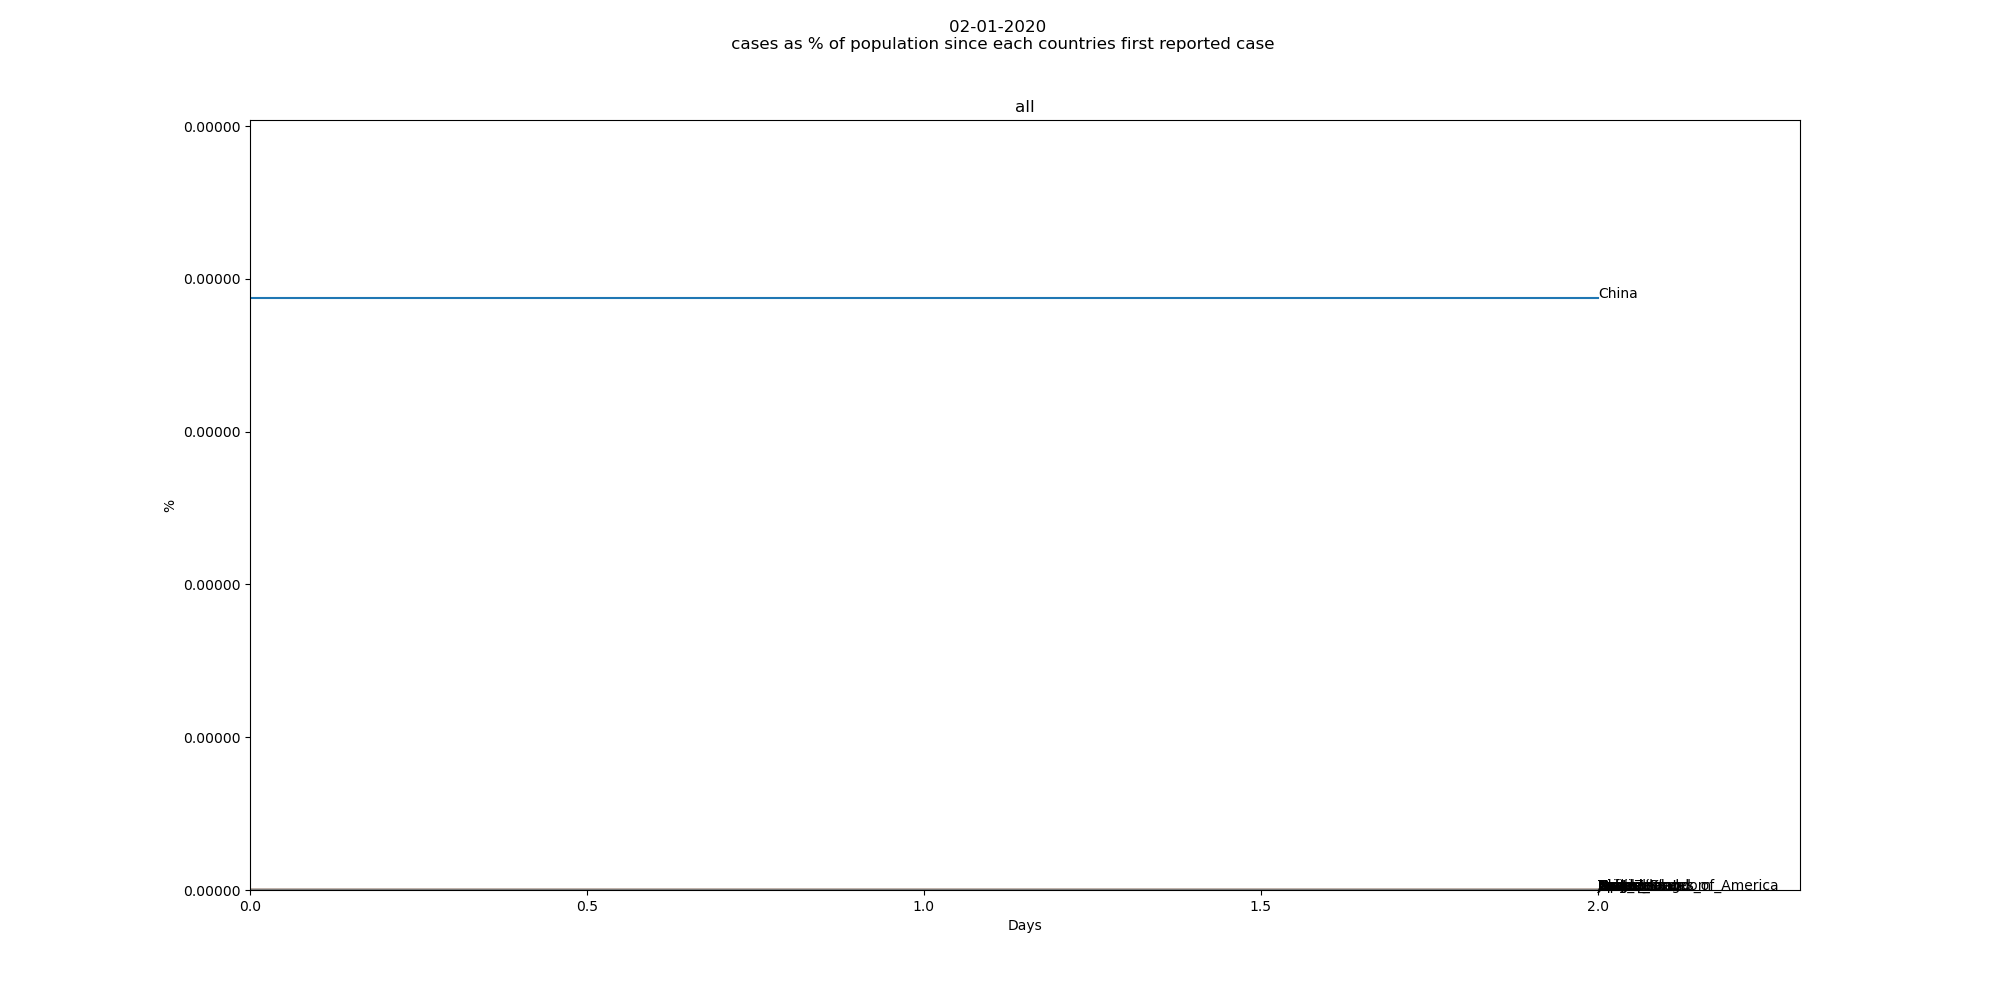 02-01-2020
cases as % of population since each countries first reported case
all
0.00000
0.00000
China
0.00000
%
0.00000
0.00000
0.00000
of_America
0.0
0.5
1.0
1.5
2.0
Days